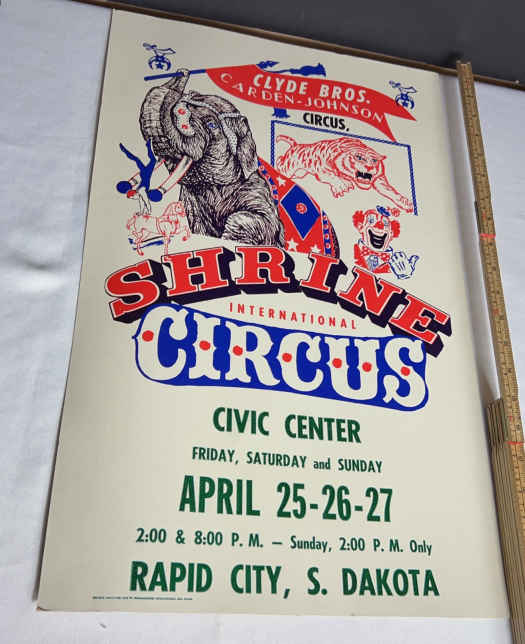 CLYDE BROS.
CARDEN-JOHNSON
CIRCUS,
SHRINE
INTERNATIONAL
CIRCUS
CIVIC CENTER
FRIDAY, SATURDAY and SUNDAY
APRIL 25-26-27
2:00 & 8:00 P. M. — Sunday, 2:00 P. M. Only
RAPID CITY, S. DAKOTA